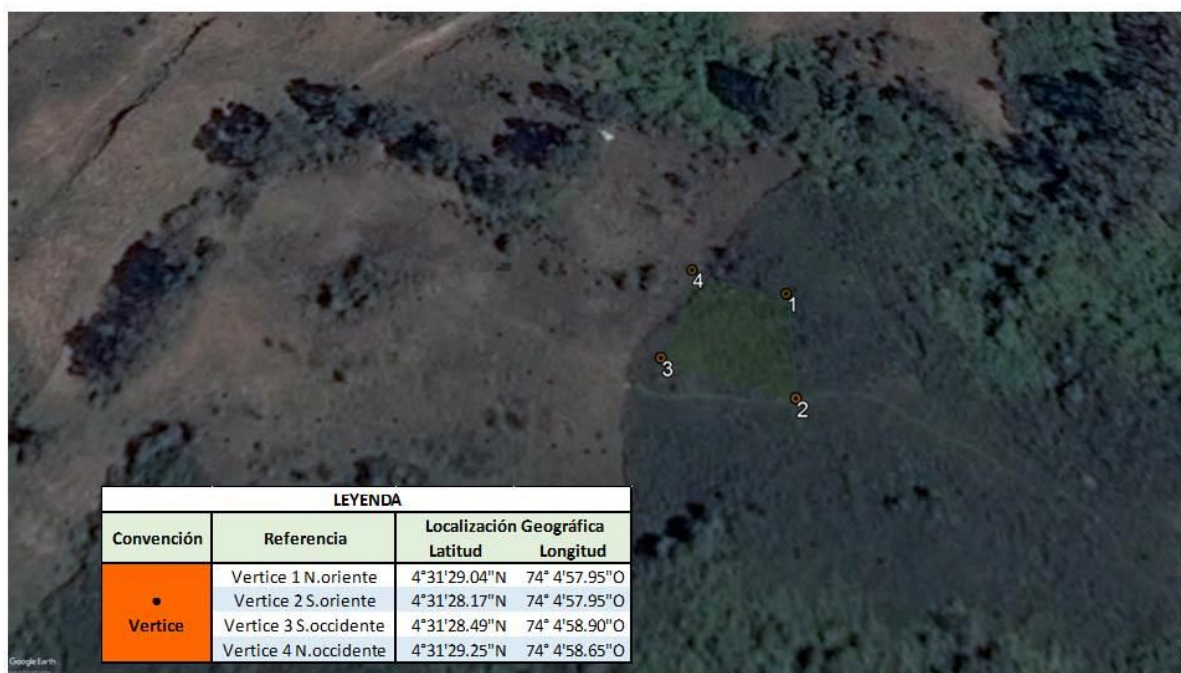 4
1
3
2
LEYENDA
Convención Referencia Localización Geográfica
Latitud Longitud
Vertice 1 N.oriente 4°31'29.04"N 74° 4'57.95"O
Vertice 2 S.oriente 4°31'28.17"N 74° 4'57.95"O
Vertice Vertice 3 S.occidente 4°31'28.49"N 74° 4'58.90"O
Vertice 4 N.occidente 4°31'29.25"N 74° 4'58.65"O
Google Earth